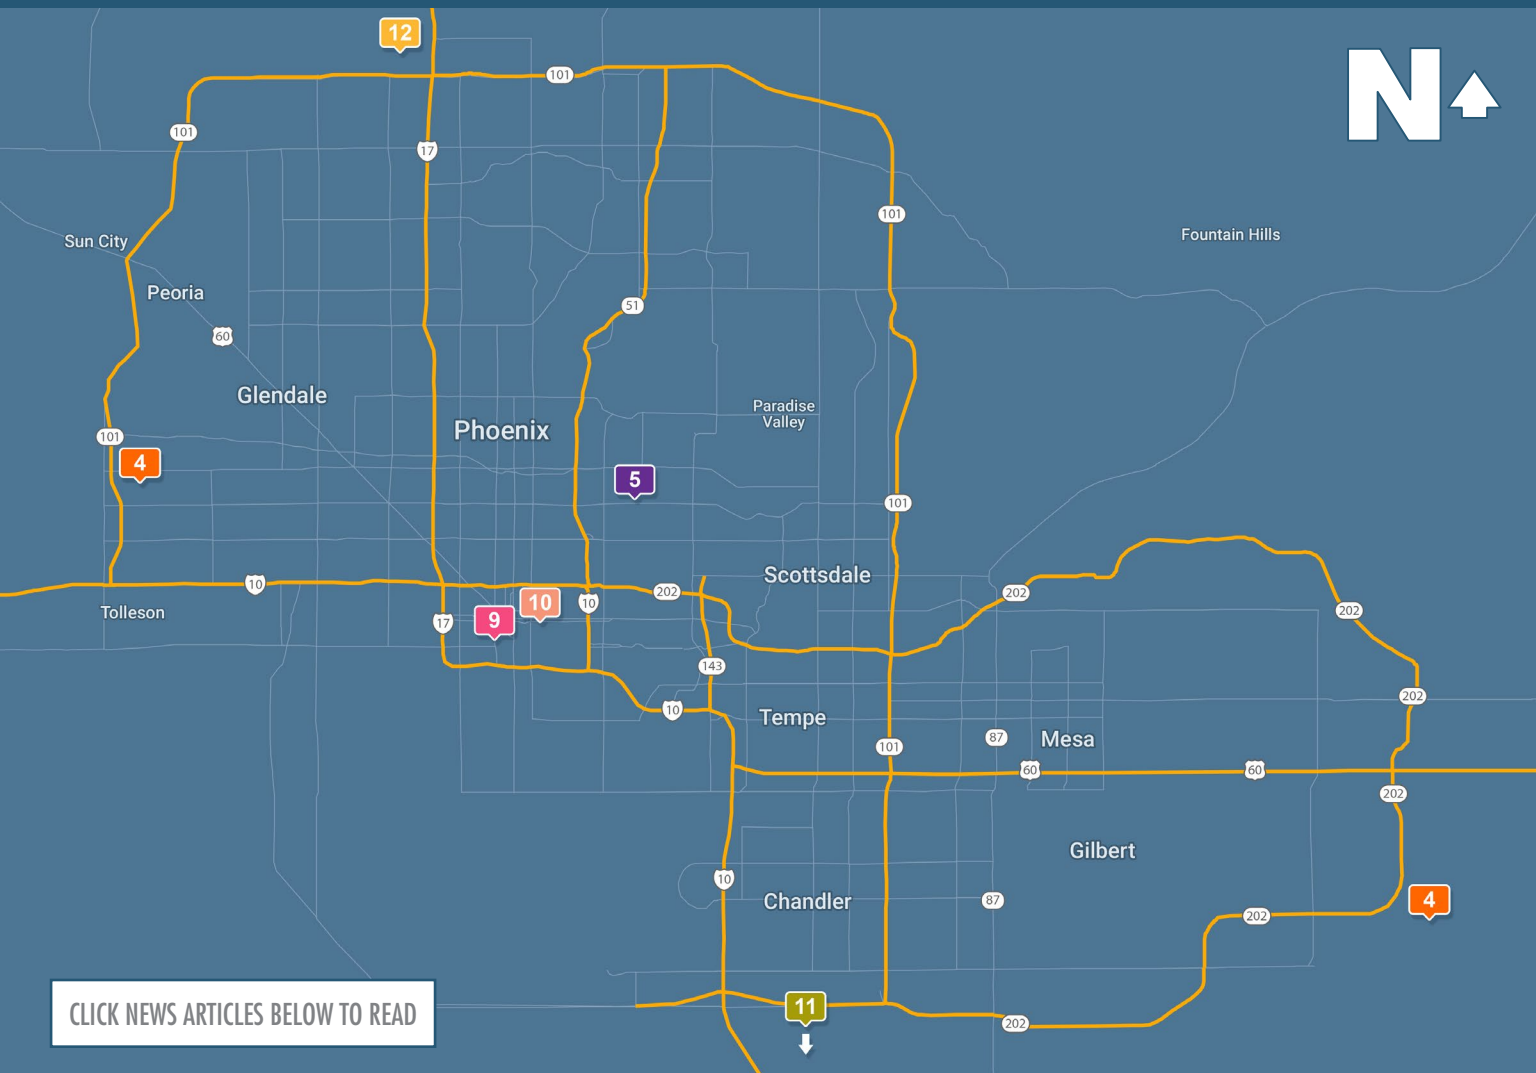 12
N
101
101
17
101
Sun City
Fountain Hills
Peoria
51
60
Glendale
Paradise
Valley
Phoenix
101
4
5
101
Scottsdale
10
202
202
10
10
202
Tolleson
9
17
143
202
10
Tempe
87
Mesa
101
60
60
202
Gilbert
10
Chandler
87
4
202
11
CLICK NEWS ARTICLES BELOW TO READ
202